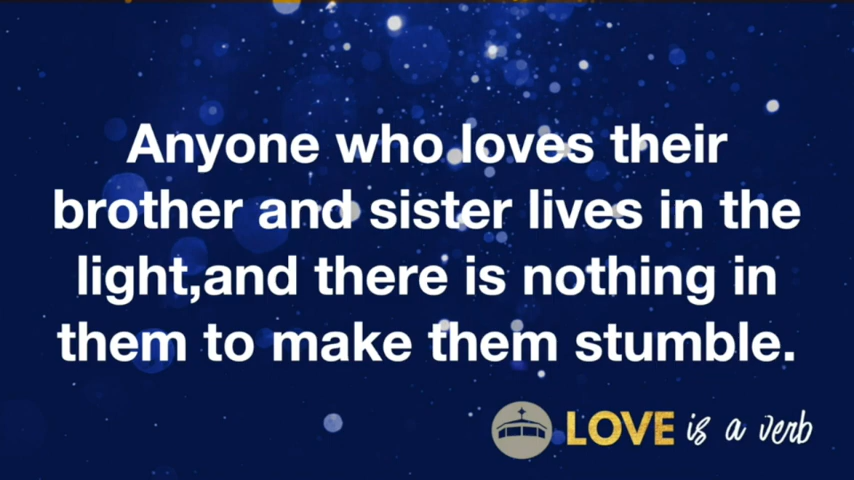 Anyone who loves their
brother and sister lives in the
light,and there is nothing in
them to make them stumble.
LOVE is a verb